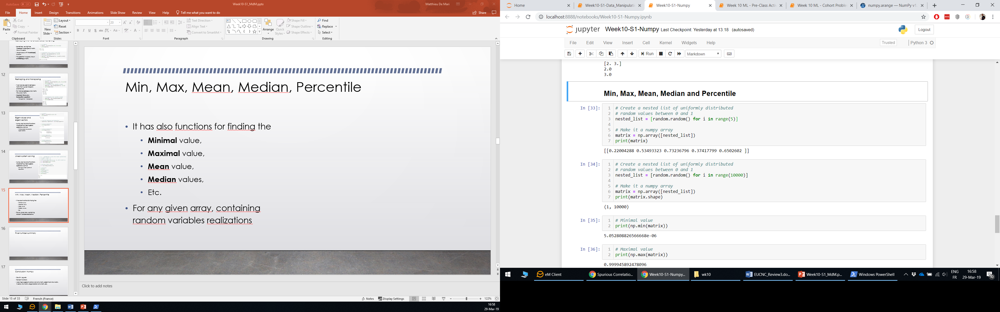 AutoSave Off
Week10-S1_MdM.pptx
Matthieu De Mari
File Home Insert Design Transitions Animations Slide Show Review View Help Tell me what you want to do
Share
Paste
Cut
Copy
Format Painter
Clipboard
New
Slide
Layout
Reset
Section
Slides
20
Font
Text Direction
Align Text
Convert to SmartArt
Paragraph
Arrange
Quick
Styles
Shape Fill
Shape Outline
Shape Effects
Drawing
Find
Replace
Select
Editing
12
Reshaping and transposing
13
Eigenvalues and
eigenvectors
14
Linear system solving
15
Min, Max, Mean, Median, Percentile
16
Five-number summary
17
Conclusion: Numpy
Min, Max, Mean, Median, Percentile
• It has also functions for finding the
• Minimal value,
• Maximal value,
• Mean value,
• Median values,
• Etc.
• For any given array, containing
random variables realizations
Click to add notes
Slide 15 of 33
French (France)
Notes
Display Settings
122%
16:58
29-Mar-19
Home
Week10-S1-Data_Manipulati
Week10-S1-Numpy
Week 10 ML - Pre-Class Activ
Week 10 ML - Cohort Proble
numpy.arange — NumPy v1.
localhost:8888/notebooks/Week10-S1-Numpy.ipynb
jupyter Week10-S1-Numpy Last Checkpoint: Yesterday at 13:18 (autosaved)
Logout
File Edit View Insert Cell Kernel Widgets Help
Trusted
Python 3
Run
Markdown
[2. 3.]
2.0
3.0
Min, Max, Mean, Median and Percentile
In [33]:
1 # Create a nested list of uniformly distributed
2 # random values between 0 and 1
3 nested_list = [random.random() for i in range(5)]
4
5 # Make it a numpy array
6 matrix = np.array([nested_list])
7 print(matrix)
[[0.22004288 0.53493323 0.73236796 0.37417799 0.6502602 ]]
In [34]:
1 # Create a nested list of uniformly distributed
2 # random values between 0 and 1
3 nested_list = [random.random() for i in range(10000)]
4
5 # Make it a numpy array
6 matrix = np.array([nested_list])
7 print(matrix.shape)
(1, 10000)
In [35]:
1 # Minimal value
2 print(np.min(matrix))
5.052808826566668e-06
In [36]:
1 # Maximal value
2 print(np.max(matrix))
0.999945892478096
eM Client
Spurious Correlatio...
Week10-S1-Numpy...
wk10
EUCNC_Review3.do...
Week10-S1_MdM.p...
Windows PowerShell
ENG
FR
16:58
29-Mar-19
10